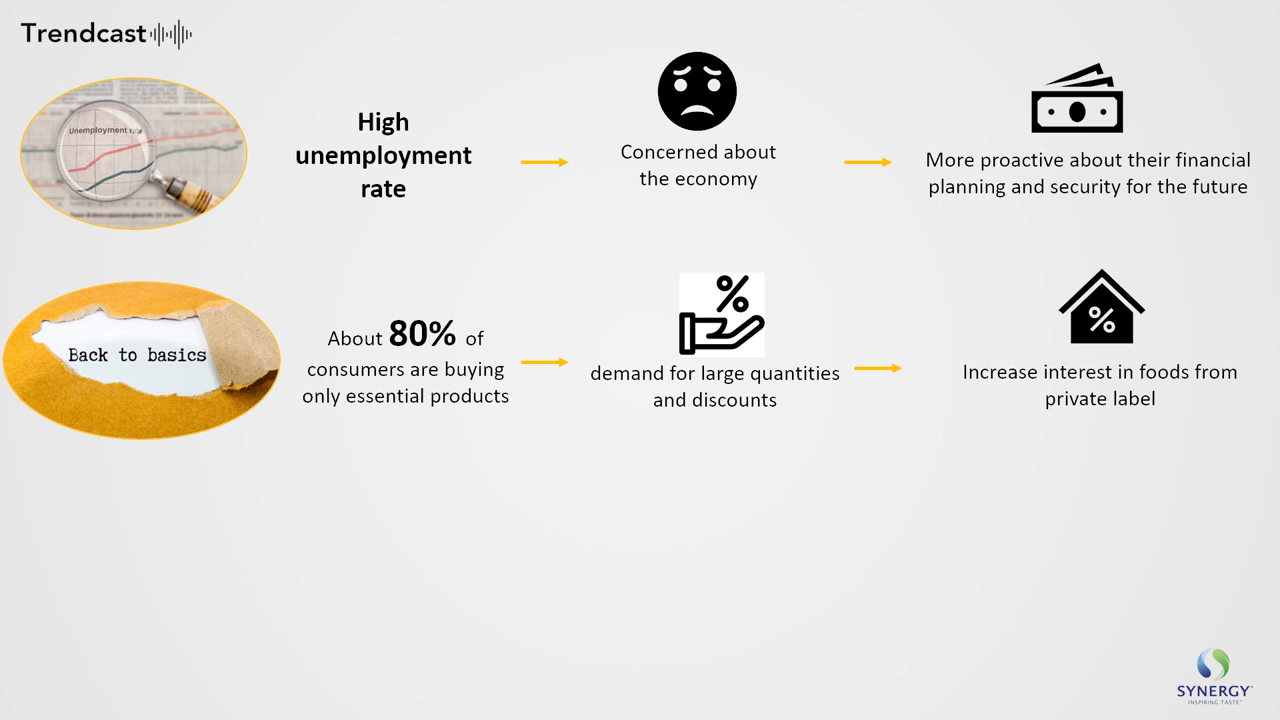 Trendcast
Unemployment rate
High
unemployment
rate
Concerned about
the economy
More proactive about their financial
planning and security for the future
Back to basics
About 80% of
consumers are buying
only essential products
%
demand for large quantities
and discounts
%
Increase interest in foods from
private label
SYNERGY
INSPIRING TASTE